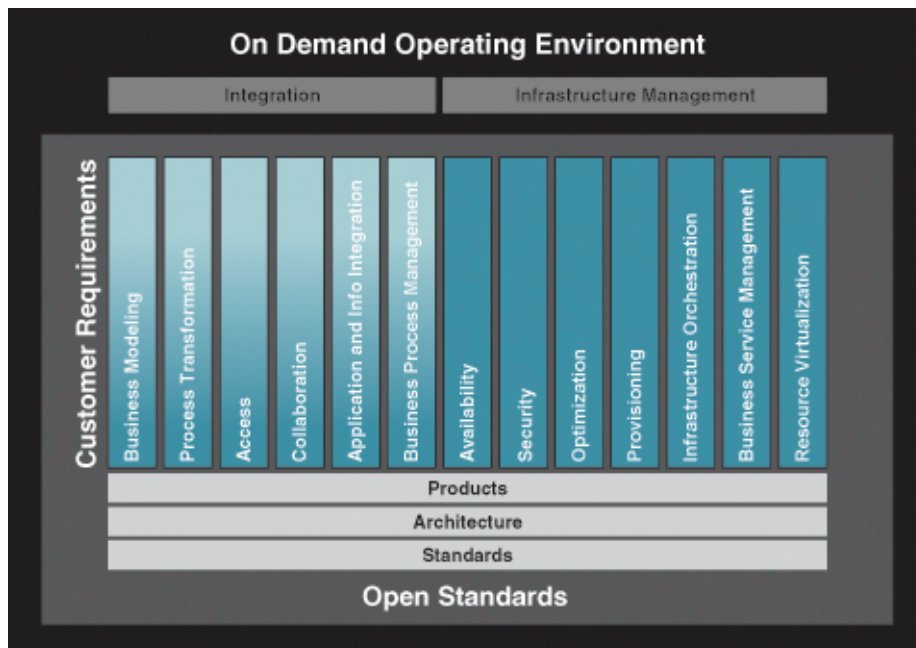 On Demand Operating Environment
Integration
Infrastructure Management
Customer Requirements
Business Modeling
Process Transformation
Access
Collaboration
Application and Info Integration
Business Process Management
Availability
Security
Optimization
Provisioning
Infrastructure Orchestration
Business Service Management
Resource Virtualization
Products
Architecture
Standards
Open Standards